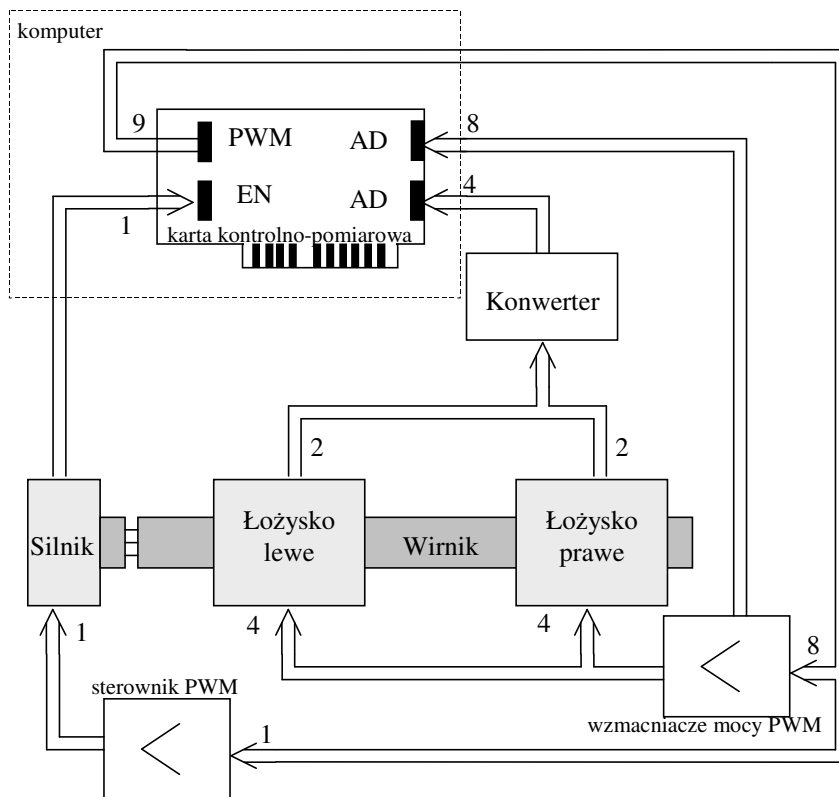 komputer
9
PWM
AD
8
EN
AD
4
1
karta kontrolno-pomiarowa
Konwerter
2
2
Silnik
Łożysko
lewe
Wirnik
Łożysko
prawe
1
4
4
8
sterownik PWM
wzmacniacze mocy PWM
1